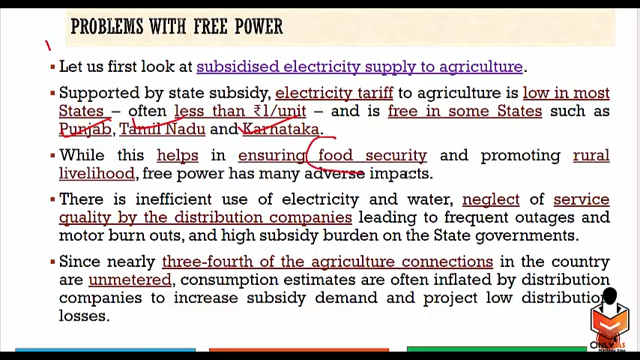 PROBLEMS WITH FREE POWER
Let us first look at subsidised electricity supply to agriculture.
Supported by state subsidy, electricity tariff to agriculture is low in most
States – often less than ₹1/unit – and is free in some States such as
Punjab, Tamil Nadu and Karnataka.
While this helps in ensuring food security and promoting rural
livelihood, free power has many adverse impacts.
There is inefficient use of electricity and water, neglect of service
quality by the distribution companies leading to frequent outages and
motor burn outs, and high subsidy burden on the State governments.
Since nearly three-fourth of the agriculture connections in the country
are unmetered, consumption estimates are often inflated by distribution
companies to increase subsidy demand and project low distribution
losses.
ONLYIAS